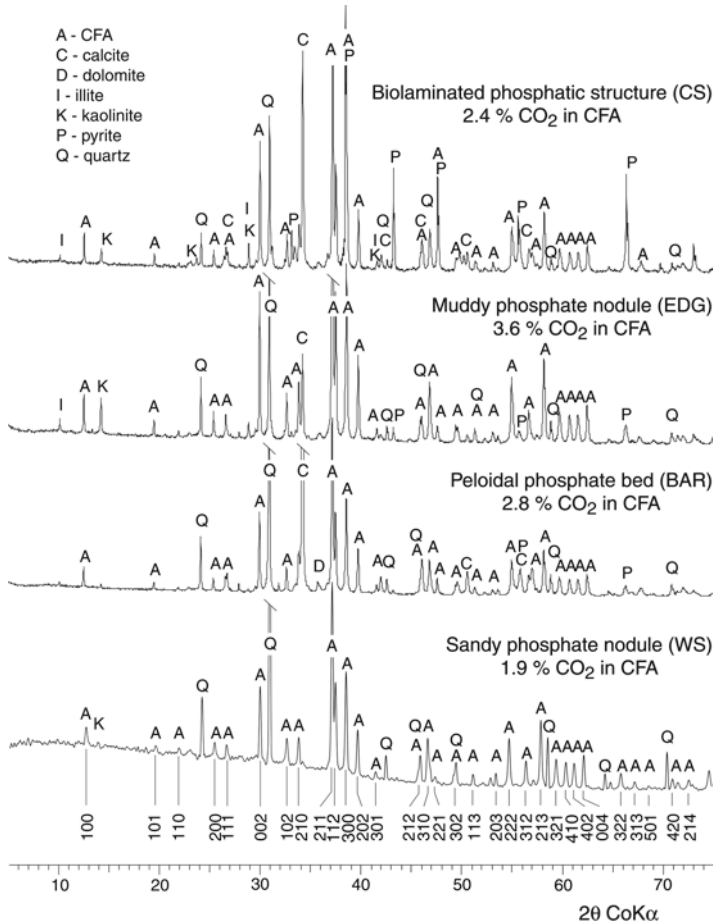 A - CFA
C - calcite
D - dolomite
I - illite
K - kaolinite
P - pyrite
Q - quartz
Biolaminated phosphatic structure (CS)
2.4 % CO₂ in CFA
I A K A K Q A C A I K A Q A P C A A P A I K Q C P C A Q A P A C A A A A P C A A Q A A A A P A Q
Muddy phosphate nodule (EDG)
3.6 % CO₂ in CFA
I A K A Q A A A Q A A C A A A A Q P Q A A A A A Q A A A P A A Q A A A A P Q
Peloidal phosphate bed (BAR)
2.8 % CO₂ in CFA
A A Q A A A Q A C D A A A A Q Q A A A A C A A A P C A A Q A A A A P Q
Sandy phosphate nodule (WS)
1.9 % CO₂ in CFA
A K A A Q A A A Q A A A A A A Q Q A A A Q A A A A A A Q A A A A Q A A A Q A A
100 101 110 200 111 002 102 210 211 112 300 202 301 212 310 221 302 113 203 222 312 213 321 410 402 004 322 313 501 420 214
10 20 30 40 50 60 70
2θ CoKα